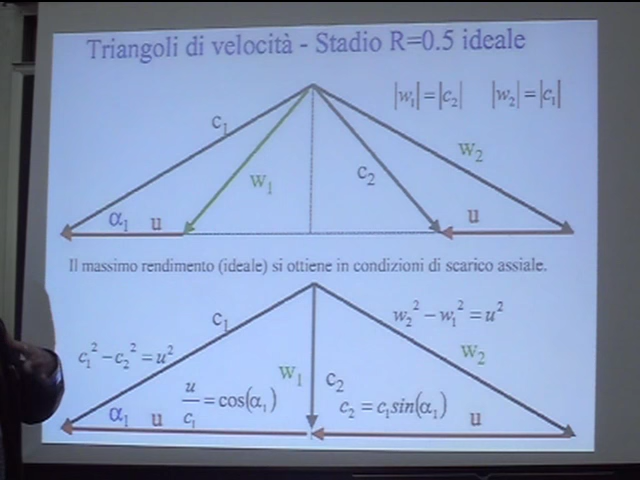 Triangoli di velocità - Stadio R=0.5 ideale
|w₁|=|c₂| |w₂|=|c₁|
c₁ w₂
w₁ c₂
α₁ u u
Il massimo rendimento (ideale) si ottiene in condizioni di scarico assiale.
c₁ w₂² − w₁² = u²
c₁² − c₂² = u² w₂
w₁ c₂
u/c₁ = cos(α₁) c₂ = c₁sin(α₁)
α₁ u u